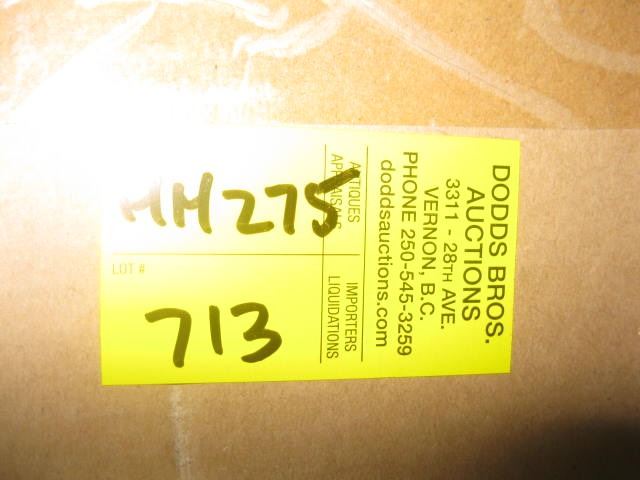 DODDS BROS.
AUCTIONS
3311 - 28TH AVE.
VERNON, B.C.
PHONE 250-545-3259
doddsauctions.com
ANTIQUES
APPRAISALS
IMPORTERS
LIQUIDATIONS
HM275
LOT #
713